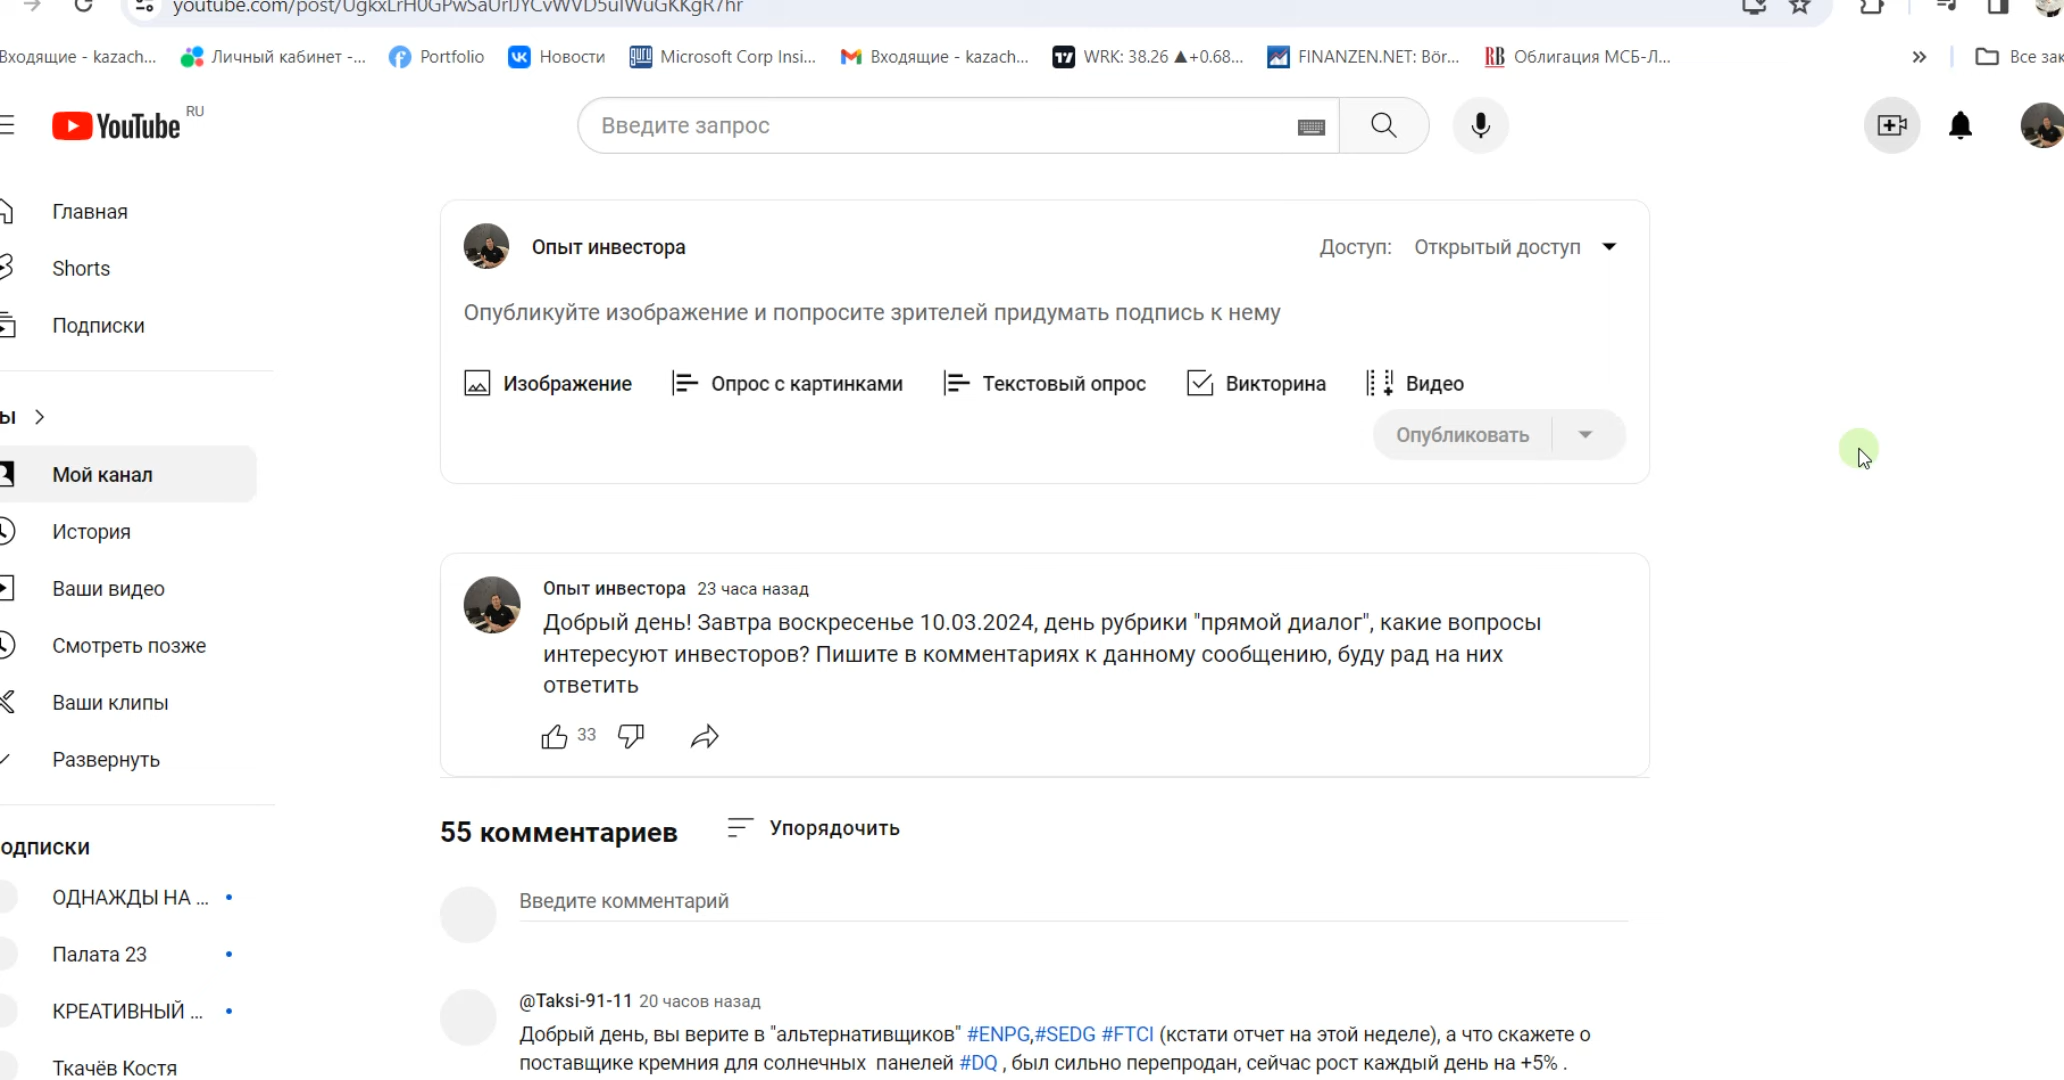 youtube.com/post/UgkxLrH0GPwSaUrIJYCvWVD5uIWuGKKgR7hr
Входящие - kazach...
Личный кабинет -...
Portfolio
Новости
Microsoft Corp Insi...
Входящие - kazach...
WRK: 38.26 ▲+0.68...
FINANZEN.NET: Bör...
Облигация МСБ-Л...
»
Все зак
YouTube RU
Введите запрос
Главная
Shorts
Подписки
ы >
Мой канал
История
Ваши видео
Смотреть позже
Ваши клипы
Развернуть
одписки
ОДНАЖДЫ НА ...
Палата 23
КРЕАТИВНЫЙ ...
Ткачёв Костя
Опыт инвестора
Доступ: Открытый доступ
Опубликуйте изображение и попросите зрителей придумать подпись к нему
Изображение
Опрос с картинками
Текстовый опрос
Викторина
Видео
Опубликовать
Опыт инвестора 23 часа назад
Добрый день! Завтра воскресенье 10.03.2024, день рубрики "прямой диалог", какие вопросы
интересуют инвесторов? Пишите в комментариях к данному сообщению, буду рад на них
ответить
33
55 комментариев
Упорядочить
Введите комментарий
@Taksi-91-11 20 часов назад
Добрый день, вы верите в "альтернативщиков" #ENPG,#SEDG #FTCI (кстати отчет на этой неделе), а что скажете о
поставщике кремния для солнечных панелей #DQ , был сильно перепродан, сейчас рост каждый день на +5% .